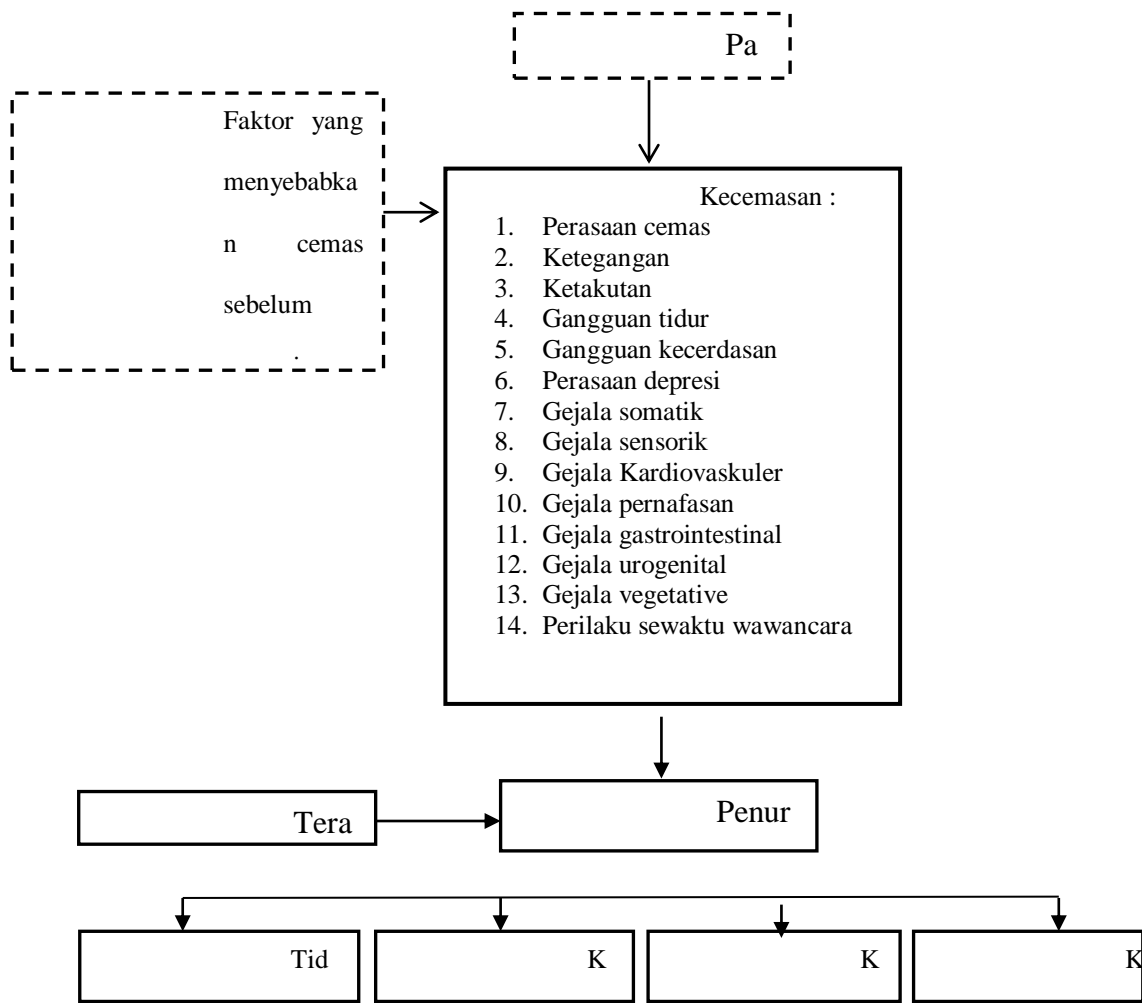 Pa
Faktor yang
menyebabka
n cemas
sebelum
.
Kecemasan :
1. Perasaan cemas
2. Ketegangan
3. Ketakutan
4. Gangguan tidur
5. Gangguan kecerdasan
6. Perasaan depresi
7. Gejala somatik
8. Gejala sensorik
9. Gejala Kardiovaskuler
10. Gejala pernafasan
11. Gejala gastrointestinal
12. Gejala urogenital
13. Gejala vegetative
14. Perilaku sewaktu wawancara
Tera
Penur
Tid
K
K
K